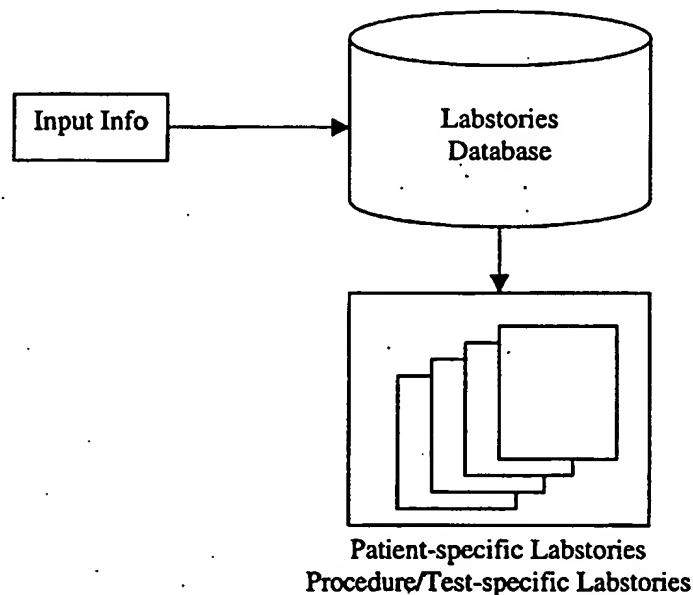 Input Info
Labstories
Database
Patient-specific Labstories
Procedure/Test-specific Labstories